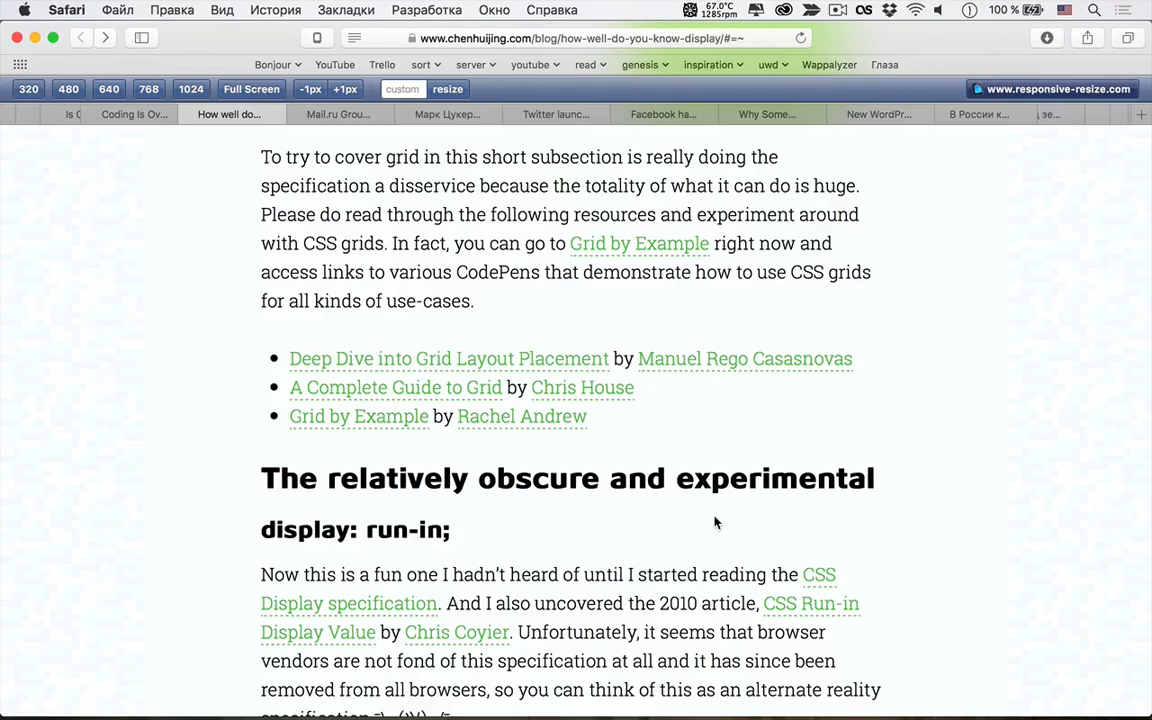 Safari Файл Правка Вид История Закладки Разработка Окно Справка 67.0°C 1285rpm 100 %
www.chenhuijing.com/blog/how-well-do-you-know-display/#=~
Bonjour YouTube Trello sort server youtube read genesis inspiration uwd Wappalyzer Глаза
320 480 640 768 1024 Full Screen -1px +1px custom resize www.responsive-resize.com
Is C Coding Is Ov... How well do... Mail.ru Grou... Марк Цукер... Twitter launc... Facebook ha... Why Some... New WordPr... В России к...
To try to cover grid in this short subsection is really doing the
specification a disservice because the totality of what it can do is huge.
Please do read through the following resources and experiment around
with CSS grids. In fact, you can go to Grid by Example right now and
access links to various CodePens that demonstrate how to use CSS grids
for all kinds of use-cases.
Deep Dive into Grid Layout Placement by Manuel Rego Casasnovas
A Complete Guide to Grid by Chris House
Grid by Example by Rachel Andrew
The relatively obscure and experimental
display: run-in;
Now this is a fun one I hadn’t heard of until I started reading the CSS
Display specification. And I also uncovered the 2010 article, CSS Run-in
Display Value by Chris Coyier. Unfortunately, it seems that browser
vendors are not fond of this specification at all and it has since been
removed from all browsers, so you can think of this as an alternate reality